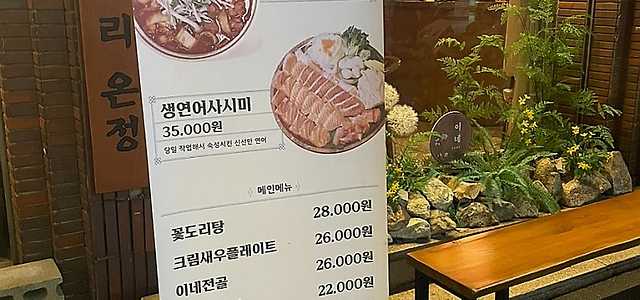 리온정
생연어사시미
35.000원
당일 작업해서 숙성시킨 신선한 연어
이네
메인메뉴
꽃도리탕 28.000원
크림새우플레이트 26.000원
이네전골 26.000원
22.000원